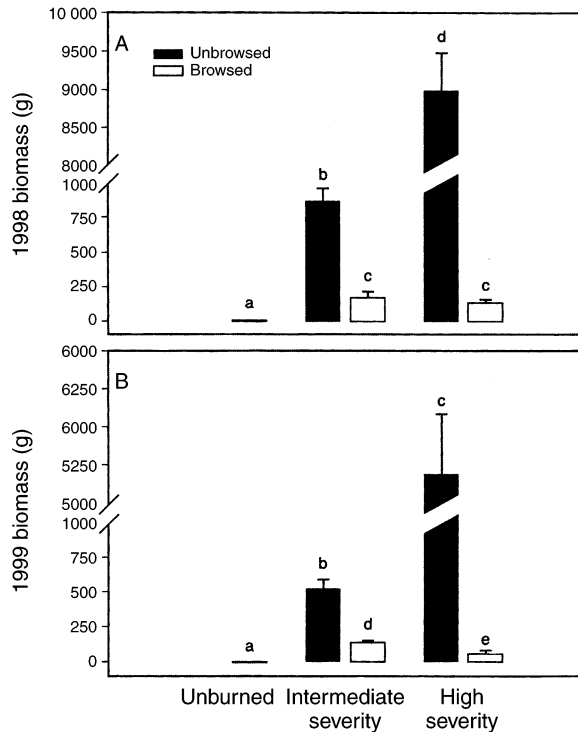 A
Unbrowsed
Browsed
1998 biomass (g)
10 000
9500
9000
8500
8000
1000
750
500
250
0
a
b
c
d
c
B
1999 biomass (g)
6000
6250
6000
5250
5000
1000
750
500
250
0
a
b
d
c
e
Unburned
Intermediate
severity
High
severity